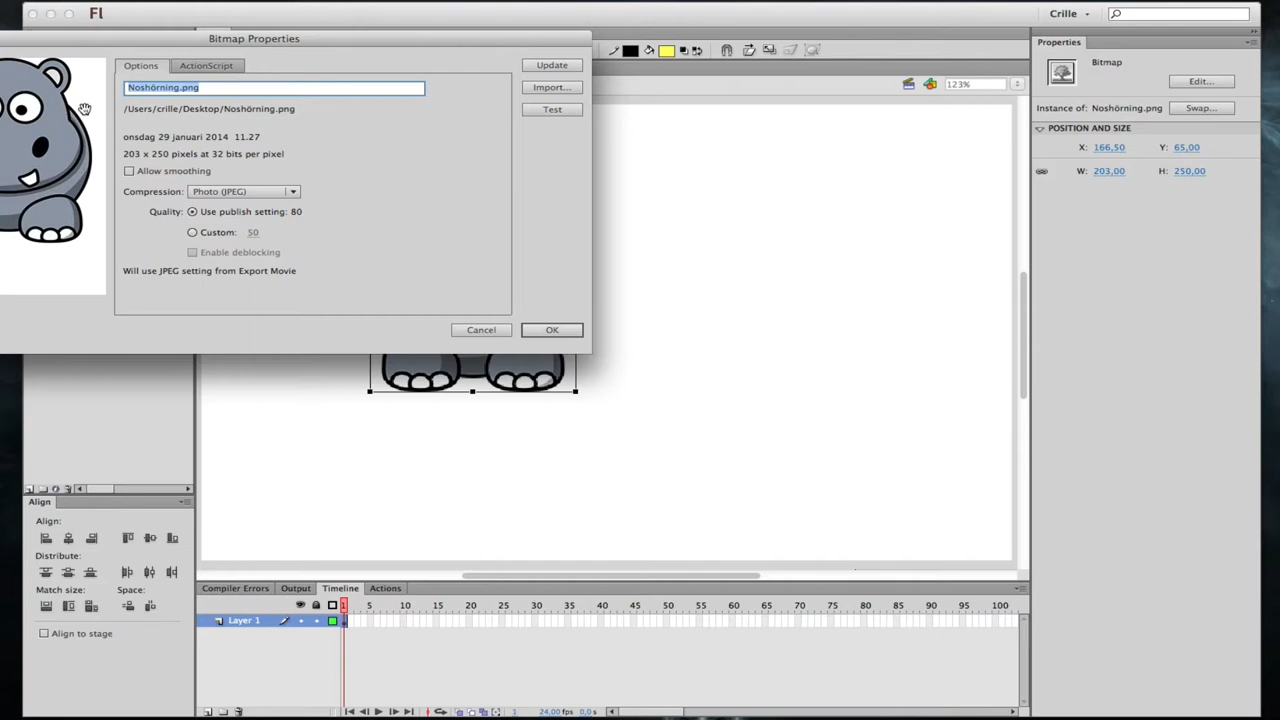 Fl
Crille
Bitmap Properties
Options
ActionScript
Update
Noshörning.png
Import...
/Users/crille/Desktop/Noshörning.png
Test
onsdag 29 januari 2014 11.27
203 x 250 pixels at 32 bits per pixel
Allow smoothing
Compression: Photo (JPEG)
Quality: Use publish setting: 80
Custom: 50
Enable deblocking
Will use JPEG setting from Export Movie
Cancel
OK
123%
Properties
Bitmap
Edit...
Instance of: Noshörning.png
Swap...
POSITION AND SIZE
X: 166,50 Y: 65,00
W: 203,00 H: 250,00
Align
Align:
Distribute:
Match size: Space:
Align to stage
Compiler Errors Output Timeline Actions
1 5 10 15 20 25 30 35 40 45 50 55 60 65 70 75 80 85 90 95 100
Layer 1
1 24,00 fps 0,0 s